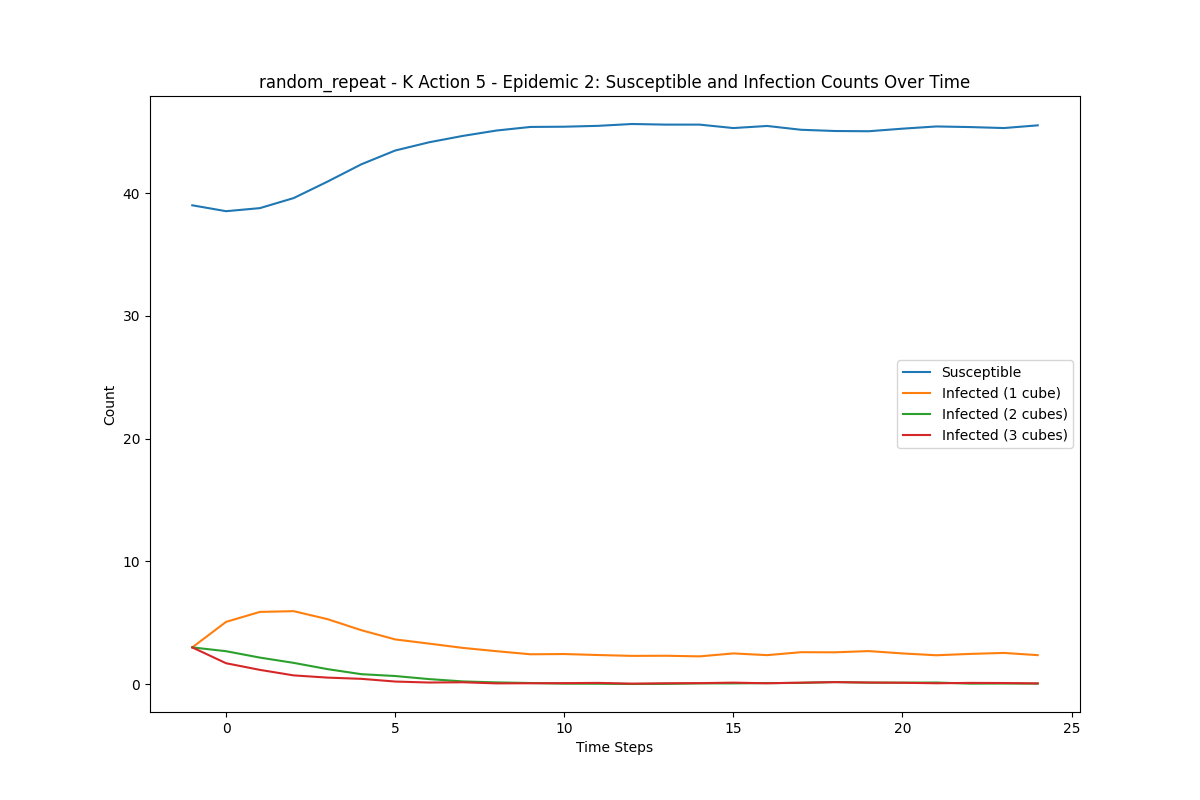 random_repeat - K Action 5 - Epidemic 2: Susceptible and Infection Counts Over Time
Count
40
30
20
10
0
Susceptible
Infected (1 cube)
Infected (2 cubes)
Infected (3 cubes)
0 5 10 15 20 25
Time Steps